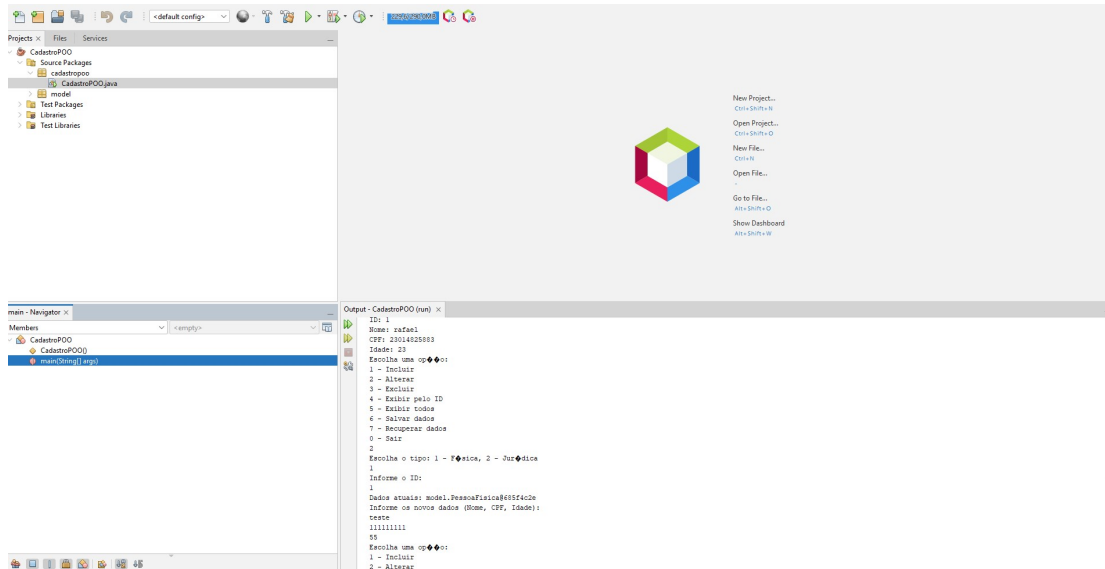 <default config>
Projects × Files Services
CadastroPOO
Source Packages
cadastropoo
CadastroPOO.java
model
Test Packages
Libraries
Test Libraries
New Project...
Ctrl+Shift+N
Open Project...
Ctrl+Shift+O
New File...
Ctrl+N
Open File...
-
Go to File...
Alt+Shift+O
Show Dashboard
Alt+Shift+W
main - Navigator ×
Members <empty>
CadastroPOO
CadastroPOO()
main(String[] args)
Output - CadastroPOO (run) ×
ID: 1
Nome: rafael
CPF: 23014825883
Idade: 23
Escolha uma op��o:
1 - Incluir
2 - Alterar
3 - Excluir
4 - Exibir pelo ID
5 - Exibir todos
6 - Salvar dados
7 - Recuperar dados
0 - Sair
2
Escolha o tipo: 1 - F�sica, 2 - Jur�dica
1
Informe o ID:
1
Dados atuais: model.PessoaFisica@685f4c2e
Informe os novos dados (Nome, CPF, Idade):
teste
111111111
55
Escolha uma op��o:
1 - Incluir
2 - Alterar